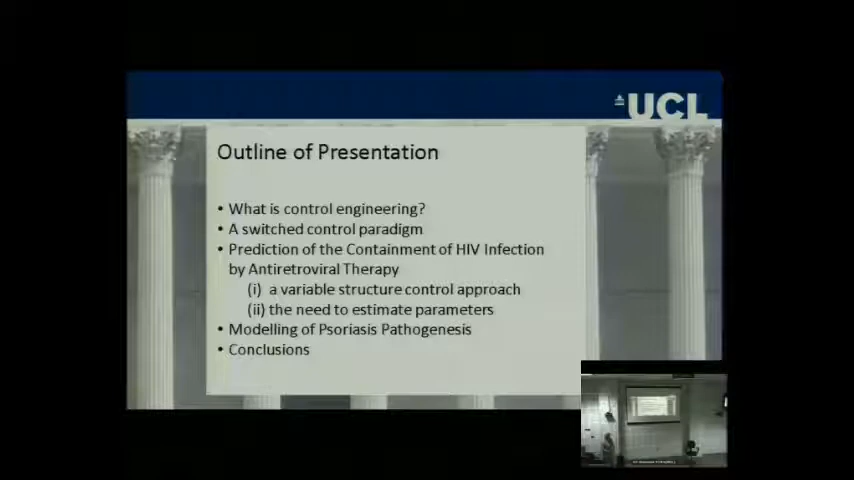 UCL
Outline of Presentation
• What is control engineering?
• A switched control paradigm
• Prediction of the Containment of HIV Infection
by Antiretroviral Therapy
(i) a variable structure control approach
(ii) the need to estimate parameters
• Modelling of Psoriasis Pathogenesis
• Conclusions